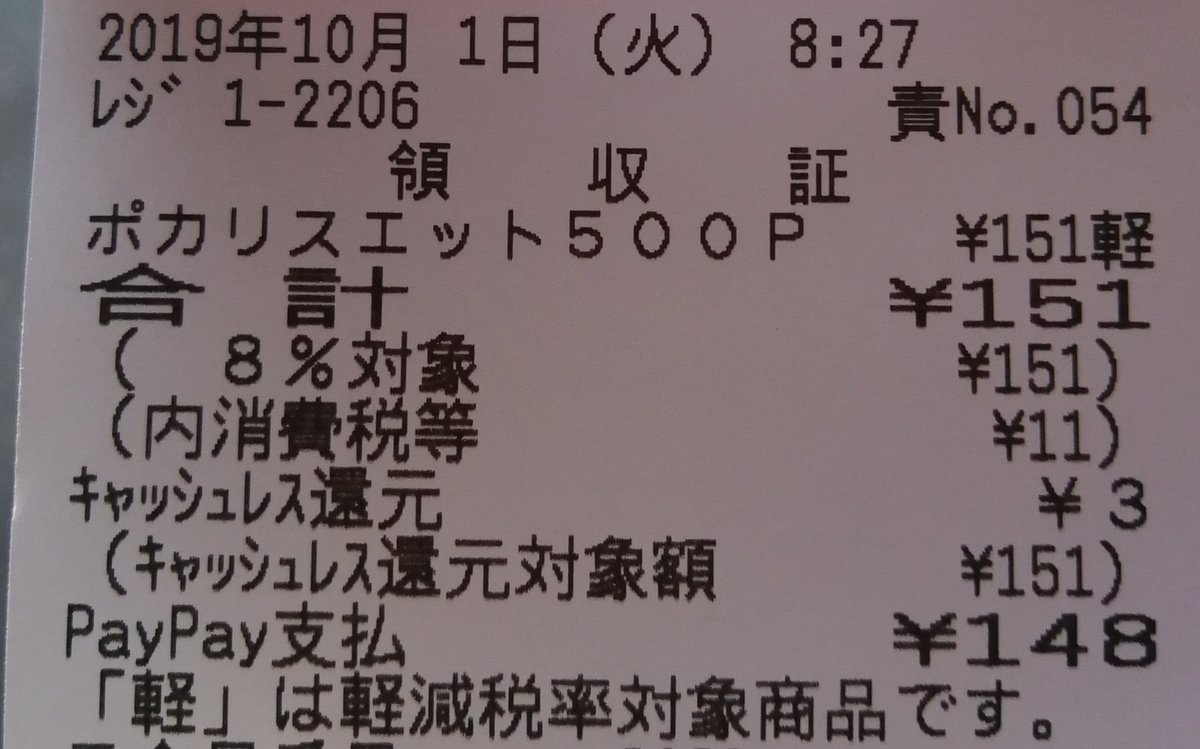 2019年10月 1日(火) 8:27
レジ 1-2206 責No.054
領 収 証
ポカリスエット500P ¥151軽
合 計 ¥151
( 8%対象 ¥151)
(内消費税等 ¥11)
キャッシュレス還元 ¥3
(キャッシュレス還元対象額 ¥151)
PayPay支払 ¥148
「軽」は軽減税率対象商品です。